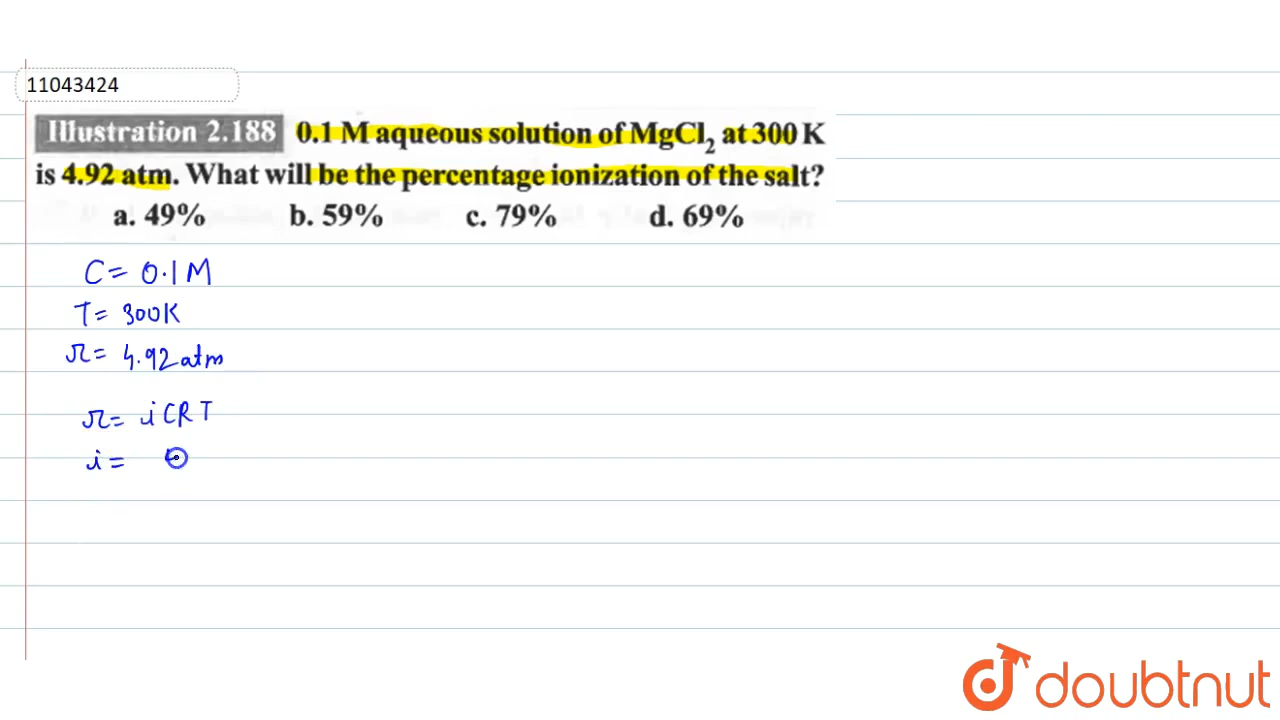 11043424
Illustration 2.188 0.1 M aqueous solution of MgCl₂ at 300 K
is 4.92 atm. What will be the percentage ionization of the salt?
a. 49% b. 59% c. 79% d. 69%
C = 0.1 M
T = 300K
π = 4.92 atm
π = i CRT
i =
doubtnut